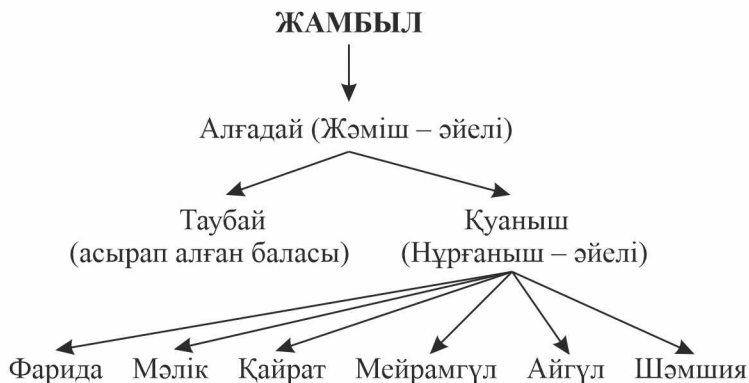 ЖАМБЫЛ
Алғадай (Жәміш – әйелі)
Таубай
(асырап алған баласы)
Қуаныш
(Нұрғаныш – әйелі)
Фарида Мәлік Қайрат Мейрамгүл Айгүл Шәмшия